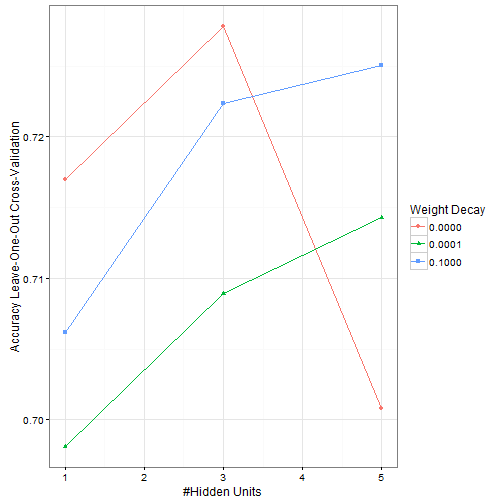 Accuracy Leave-One-Out Cross-Validation
0.72
0.71
0.70
1 2 3 4 5
#Hidden Units
Weight Decay
0.0000
0.0001
0.1000